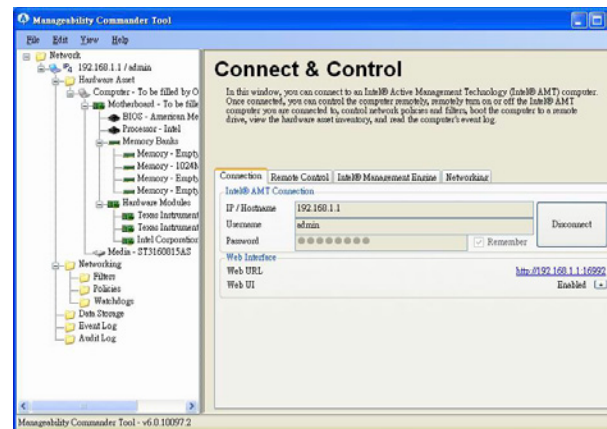 Manageability Commander Tool
File Edit View Help
Network
192.168.1.1 / admin
Hardware Asset
Computer - To be filled by O
Motherboard - To be fille
BIOS - American Me
Processor - Intel
Memory Banks
Memory - Empty
Memory - 1024M
Memory - Empty
Memory - Empty
Hardware Modules
Texas Instrument
Texas Instrument
Intel Corporation
Media - ST3160815AS
Networking
Filters
Policies
Watchdogs
Data Storage
Event Log
Audit Log
Connect & Control
In this window, you can connect to an Intel® Active Management Technology (Intel® AMT) computer.
Once connected, you can control the computer remotely, remotely turn on or off the Intel® AMT
computer you are connected to, control network policies and filters, boot the computer to a remote
drive, view the hardware asset inventory, and read the computer's event log.
Connection Remote Control Intel® Management Engine Networking
Intel® AMT Connection
IP / Hostname 192.168.1.1
Username admin
Disconnect
Password Remember
Web Interface
Web URL http://192.168.1.1:16992
Web UI Enabled
Manageability Commander Tool - v6.0.10097.2